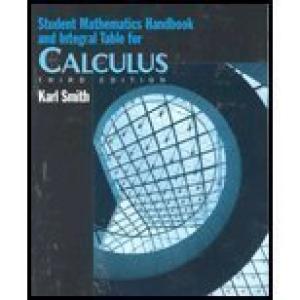 Student Mathematics Handbook
and Integral Table for
CALCULUS
THIRD EDITION
Karl Smith